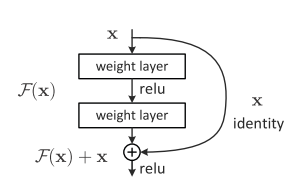 x
weight layer
F(x)
relu
x
weight layer
identity
F(x) + x
relu